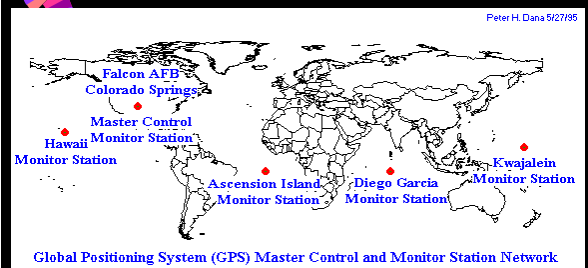 Peter H. Dana 5/27/95
Falcon AFB
Colorado Springs
Master Control
Monitor Station
Hawaii
Monitor Station
Ascension Island
Monitor Station
Diego Garcia
Monitor Station
Kwajalein
Monitor Station
Global Positioning System (GPS) Master Control and Monitor Station Network